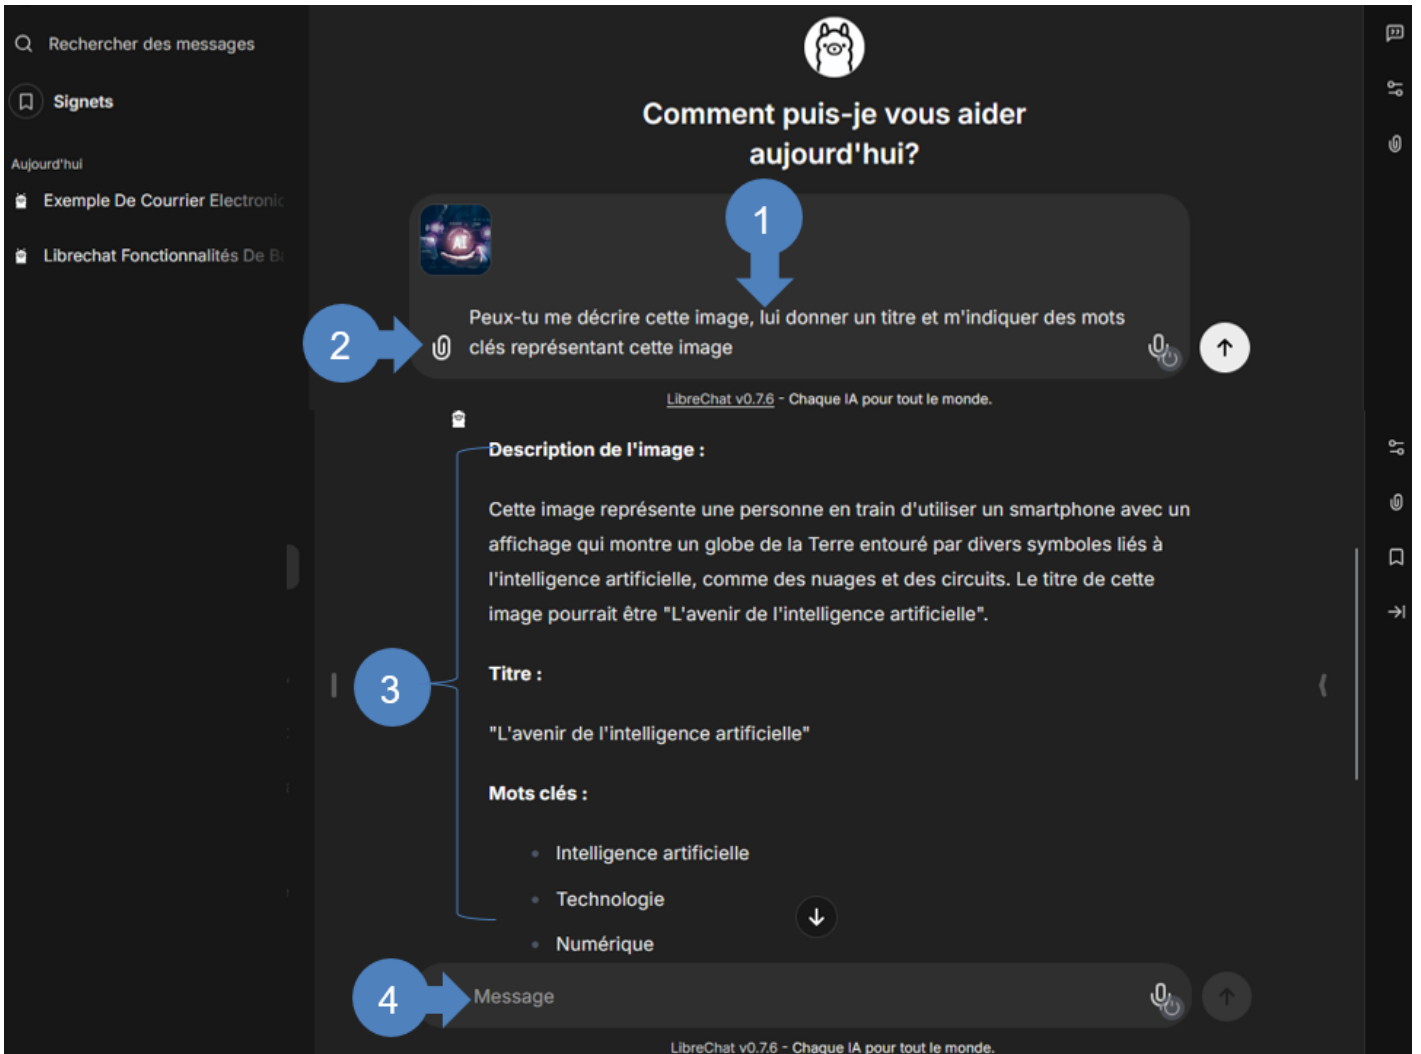 Rechercher des messages
Signets
Aujourd'hui
Exemple De Courrier Electronic
Librechat Fonctionnalités De Ba
Comment puis-je vous aider
aujourd'hui?
1
AI
2
Peux-tu me décrire cette image, lui donner un titre et m'indiquer des mots
clés représentant cette image
LibreChat v0.7.6 - Chaque IA pour tout le monde.
Description de l'image :
Cette image représente une personne en train d'utiliser un smartphone avec un
affichage qui montre un globe de la Terre entouré par divers symboles liés à
l'intelligence artificielle, comme des nuages et des circuits. Le titre de cette
image pourrait être "L'avenir de l'intelligence artificielle".
3
Titre :
"L'avenir de l'intelligence artificielle"
Mots clés :
Intelligence artificielle
Technologie
Numérique
4
Message
LibreChat v0.7.6 - Chaque IA pour tout le monde.